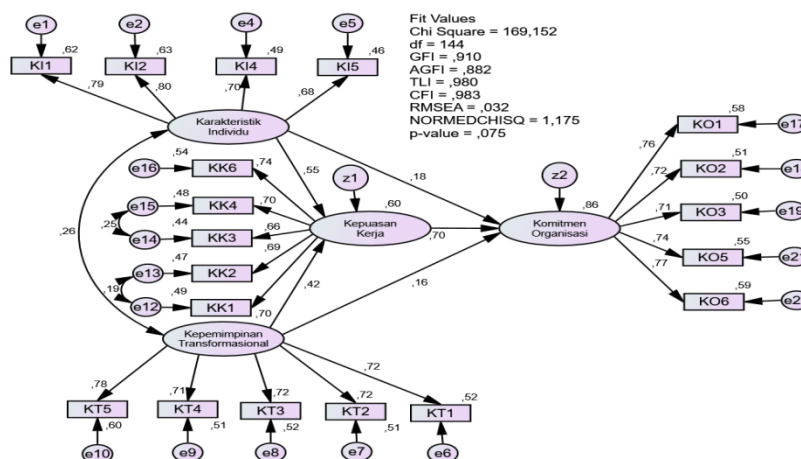 e1
e2
e4
e5
,62
,63
,49
,46
KI1
KI2
KI4
KI5
,79
,80
,70
,68
Karakteristik
Individu
Fit Values
Chi Square = 169,152
df = 144
GFI = ,910
AGFI = ,882
TLI = ,980
CFI = ,983
RMSEA = ,032
NORMEDCHISQ = 1,175
p-value = ,075
,26
,55
,18
e16
,54
KK6
,74
e15
,48
KK4
,70
,25
e14
,44
KK3
,66
e13
,47
KK2
,69
,19
e12
,49
KK1
,70
z1
,60
Kepuasan
Kerja
,70
z2
,86
Komitmen
Organisasi
,42
,16
,76
KO1
,58
e17
,72
KO2
,51
,71
KO3
,50
e19
,74
KO5
,55
,77
KO6
,59
Kepemimpinan
Transformasional
,78
,71
,72
,72
,72
KT5
KT4
KT3
KT2
KT1
,60
,51
,52
,51
,52
e10
e9
e8
e7
e6